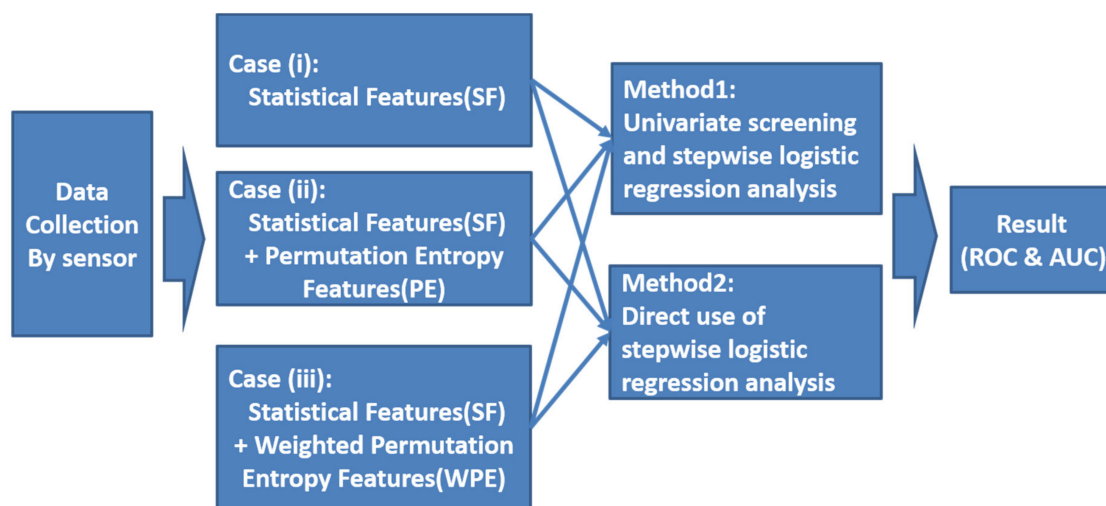 Data
Collection
By sensor
Case (i):
Statistical Features(SF)
Case (ii):
Statistical Features(SF)
+ Permutation Entropy
Features(PE)
Case (iii):
Statistical Features(SF)
+ Weighted Permutation
Entropy Features(WPE)
Method1:
Univariate screening
and stepwise logistic
regression analysis
Method2:
Direct use of
stepwise logistic
regression analysis
Result
(ROC & AUC)